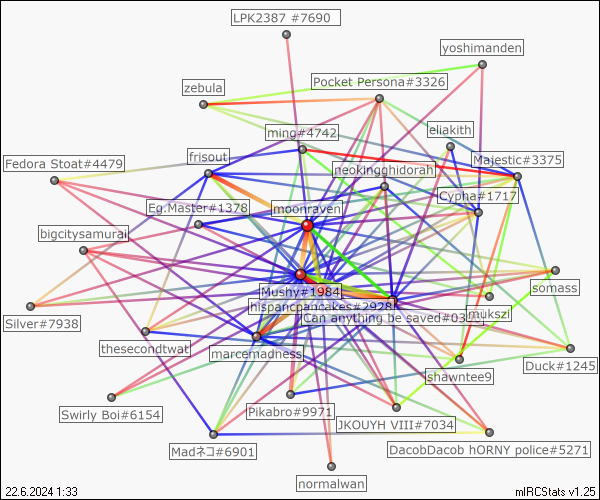 LPK2387 #7690
yoshimanden
Pocket Persona#3326
zebula
ming#4742
eliakith
Fedora Stoat#4479
frisout
neokingghidorah
Majestic#3375
Cypha#1717
Eg.Master#1378
moonraven
bigcitysamurai
Mushy#1984
somass
hispancpancakes#2928
Can anything be saved#03
mukszi
Silver#7938
thesecondtwat
marcemadness
Duck#1245
shawntee9
Swirly Boi#6154
Pikabro#9971
JKOUYH VIII#7034
Madネコ#6901
DacobDacob hORNY police#5271
normalwan
22.6.2024 1:33
mIRCStats v1.25